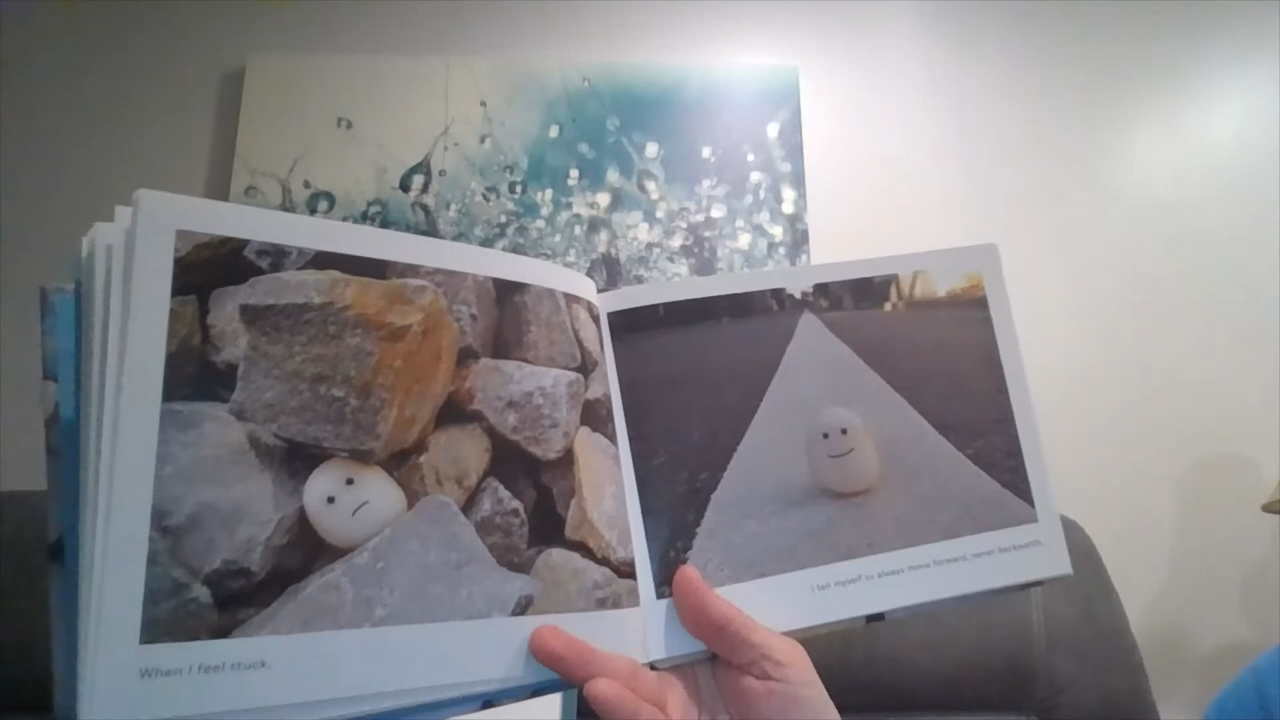 When I feel stuck,
I tell myself to always move forward, never backwards.